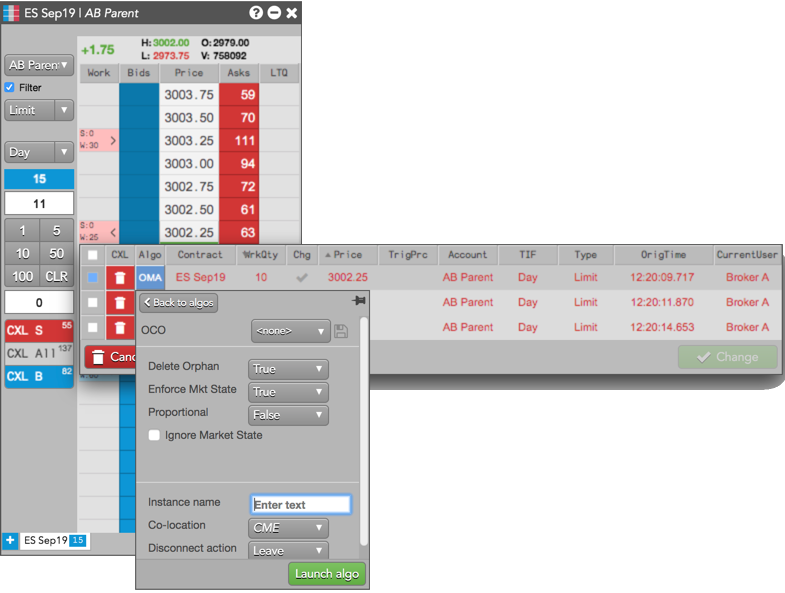 ES Sep19 | AB Parent
+1.75 H: 3002.00 O: 2979.00
L: 2973.75 V: 758092
AB Paren
Work Bids Price Asks LTQ
Filter
3003.75 59
Limit
3003.50 70
S:0
W:30 3003.25 111
Day
3003.00 94
15
3002.75 72
11
3002.50 61
1 5
S:0
W:25 3002.25 63
10 50
100 CLR
0
CXL S 55
CXL All 137
CXL B 82
CXL Algo Contract WrkQty Chg Price TrigPrc Account TIF Type OrigTime CurrentUser
OMA ES Sep19 10 3002.25 AB Parent Day Limit 12:20:09.717 Broker A
AB Parent Day Limit 12:20:11.870 Broker A
AB Parent Day Limit 12:20:14.653 Broker A
Canc
Change
Back to algos
OCO <none>
Delete Orphan True
Enforce Mkt State True
Proportional False
Ignore Market State
Instance name Enter text
Co-location CME
Disconnect action Leave
Launch algo
ES Sep19 15